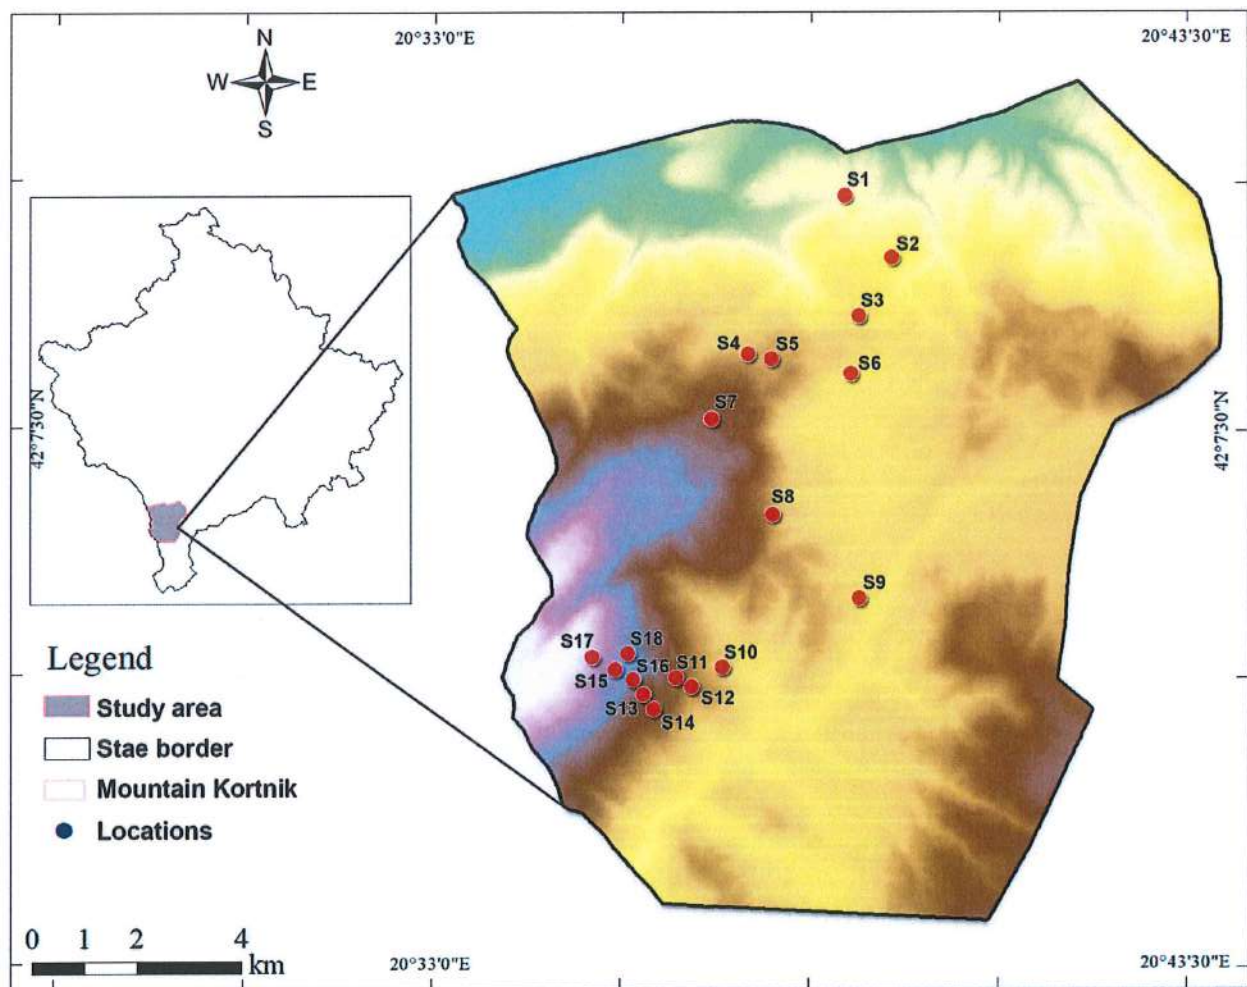 20°33'0"E
20°43'30"E
N
W E
S
S1
S2
S3
S4
S5
S6
42°7'30"N
42°7'30"N
S7
S8
S9
S17
S18
S16
S11
S10
S15
S12
S13
S14
Legend
Study area
Stae border
Mountain Kortnik
Locations
0 1 2 4
km
20°33'0"E
20°43'30"E